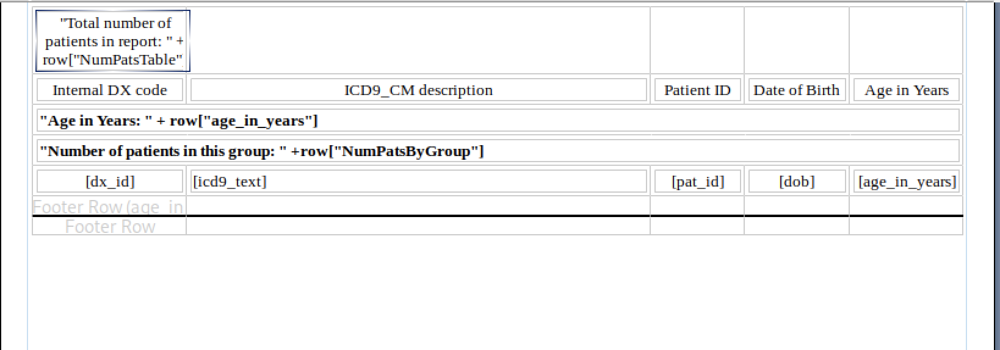 "Total number of
patients in report: " +
row["NumPatsTable"
Internal DX code ICD9_CM description Patient ID Date of Birth Age in Years
"Age in Years: " + row["age_in_years"]
"Number of patients in this group: " +row["NumPatsByGroup"]
[dx_id] [icd9_text] [pat_id] [dob] [age_in_years]
Footer Row (age_in
Footer Row